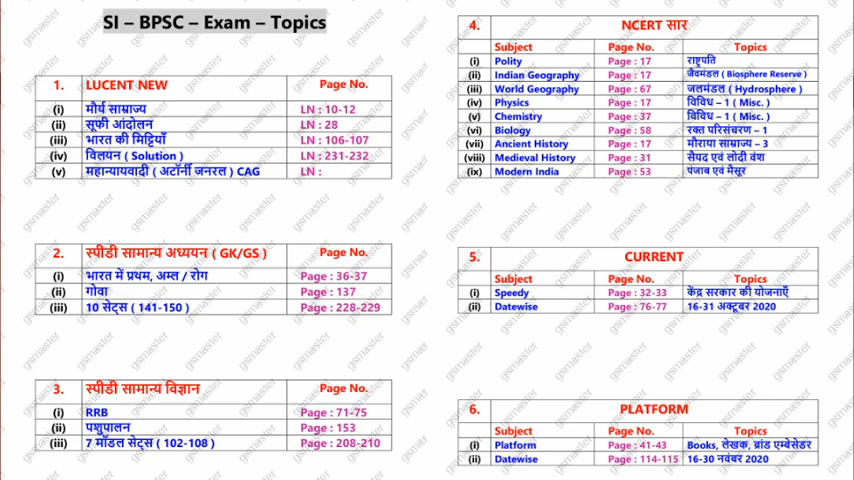 SI – BPSC – Exam – Topics
1. LUCENT NEW Page No.
(i) मौर्य साम्राज्य LN : 10-12
(ii) सूफी आंदोलन LN : 28
(iii) भारत की मिट्टियाँ LN : 106-107
(iv) विलयन ( Solution ) LN : 231-232
(v) महान्यायवादी ( अटॉर्नी जनरल ) CAG LN :
2. स्पीडी सामान्य अध्ययन ( GK/GS ) Page No.
(i) भारत में प्रथम, अम्ल / रोग Page : 36-37
(ii) गोवा Page : 137
(iii) 10 सेट्स ( 141-150 ) Page : 228-229
3. स्पीडी सामान्य विज्ञान Page No.
(i) RRB Page : 71-75
(ii) पशुपालन Page : 153
(iii) 7 मॉडल सेट्स ( 102-108 ) Page : 208-210
4. NCERT सार
Subject Page No. Topics
(i) Polity Page : 17 राष्ट्रपति
(ii) Indian Geography Page : 17 जैवमंडल ( Biosphere Reserve )
(iii) World Geography Page : 67 जलमंडल ( Hydrosphere )
(iv) Physics Page : 17 विविध – 1 ( Misc. )
(v) Chemistry Page : 37 विविध – 1 ( Misc. )
(vi) Biology Page : 58 रक्त परिसंचरण – 1
(vii) Ancient History Page : 17 मौराया साम्राज्य – 3
(viii) Medieval History Page : 31 सैयद एवं लोदी वंश
(ix) Modern India Page : 53 पंजाब एवं मैसूर
5. CURRENT
Subject Page No. Topics
(i) Speedy Page : 32-33 केंद्र सरकार की योजनाएँ
(ii) Datewise Page : 76-77 16-31 अक्टूबर 2020
6. PLATFORM
Subject Page No. Topics
(i) Platform Page : 41-43 Books, लेखक, ब्रांड एम्बेसेडर
(ii) Datewise Page : 114-115 16-30 नवंबर 2020
gsmaster